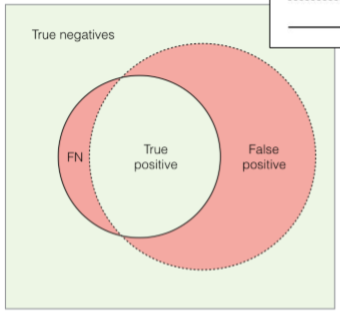 True negatives
FN
True
positive
False
positive